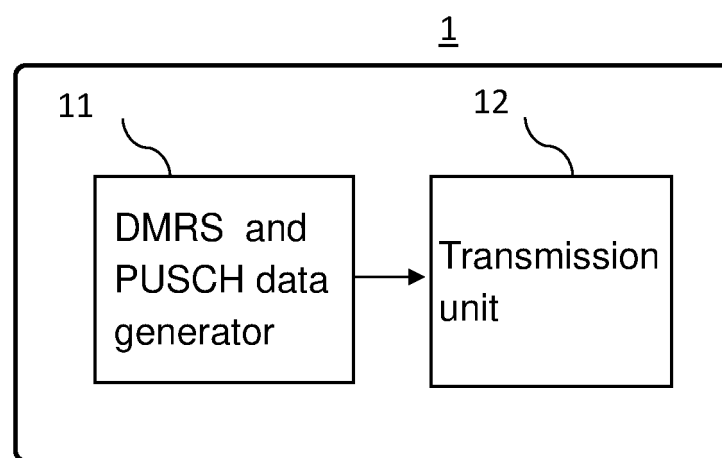 1
11
12
DMRS and
PUSCH data
generator
Transmission
unit